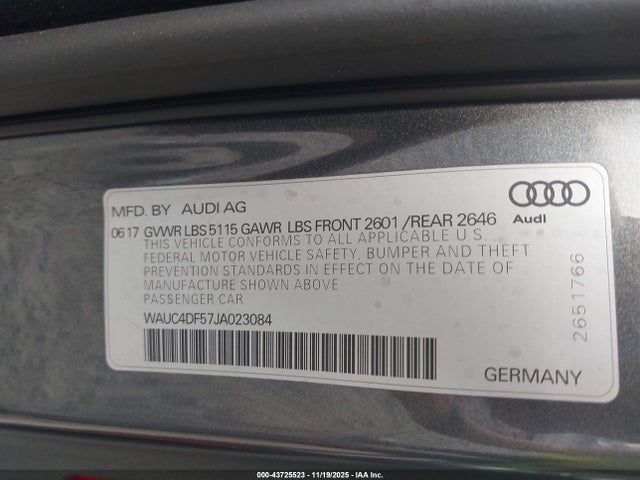 MFD. BY AUDI AG
0617 GVWR LBS 5115 GAWR LBS FRONT 2601 /REAR 2646
THIS VEHICLE CONFORMS TO ALL APPLICABLE U.S
FEDERAL MOTOR VEHICLE SAFETY, BUMPER AND THEFT
PREVENTION STANDARDS IN EFFECT ON THE DATE OF
MANUFACTURE SHOWN ABOVE
PASSENGER CAR
WAUC4DF57JA023084
Audi
2651766
GERMANY
000-43725523 - 11/19/2025 - IAA Inc.